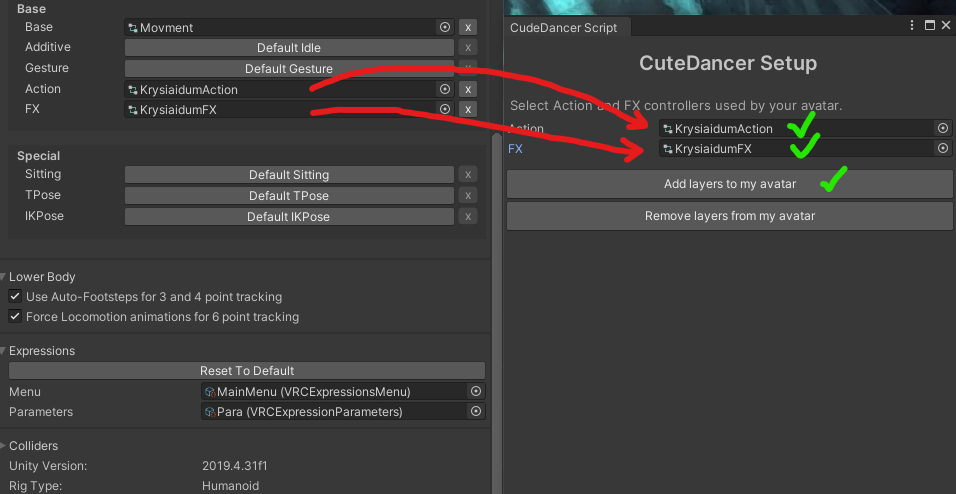 Base
Base Movment x
Additive Default Idle x
Gesture Default Gesture x
Action KrysiaidumAction x
FX KrysiaidumFX x
Special
Sitting Default Sitting x
TPose Default TPose x
IKPose Default IKPose x
Lower Body
Use Auto-Footsteps for 3 and 4 point tracking
Force Locomotion animations for 6 point tracking
Expressions
Reset To Default
Menu MainMenu (VRCExpressionsMenu)
Parameters Para (VRCExpressionParameters)
Colliders
Unity Version: 2019.4.31f1
Rig Type: Humanoid
CudeDancer Script
CuteDancer Setup
Select Action and FX controllers used by your avatar.
Action KrysiaidumAction
FX KrysiaidumFX
Add layers to my avatar
Remove layers from my avatar